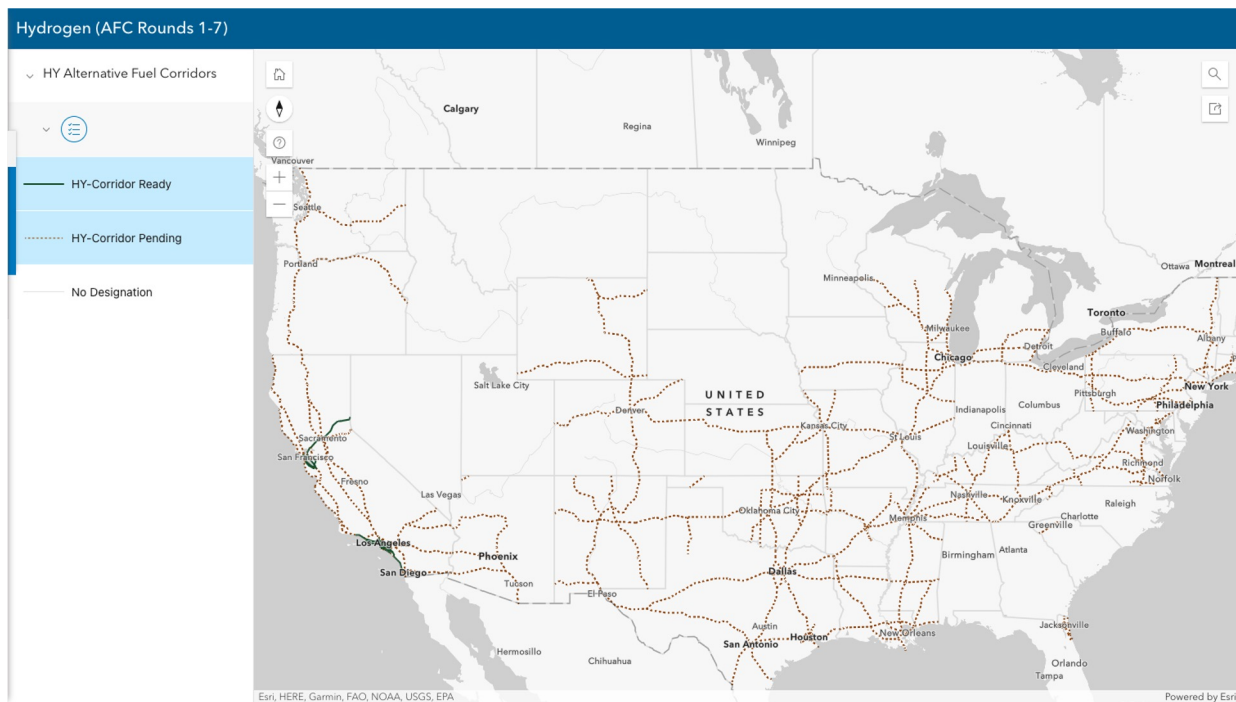 Hydrogen (AFC Rounds 1-7)
HY Alternative Fuel Corridors
HY-Corridor Ready
HY-Corridor Pending
No Designation
Calgary
Regina
Winnipeg
Vancouver
Seattle
Portland
Minneapolis
Ottawa
Montreal
Toronto
Buffalo
Albany
Milwaukee
Detroit
Chicago
Cleveland
Salt Lake City
UNITED
STATES
Denver
Pittsburgh
New York
Philadelphia
Indianapolis
Columbus
Kansas City
Cincinnati
St Louis
Washington
Louisville
Sacramento
San Francisco
Fresno
Richmond
Norfolk
Las Vegas
Nashville
Knoxville
Raleigh
Oklahoma City
Memphis
Charlotte
Greenville
Los Angeles
Phoenix
Birmingham
Atlanta
San Diego
Dallas
Tucson
El Paso
Austin
Houston
San Antonio
New Orleans
Jacksonville
Hermosillo
Chihuahua
Orlando
Tampa
Esri, HERE, Garmin, FAO, NOAA, USGS, EPA
Powered by Esri